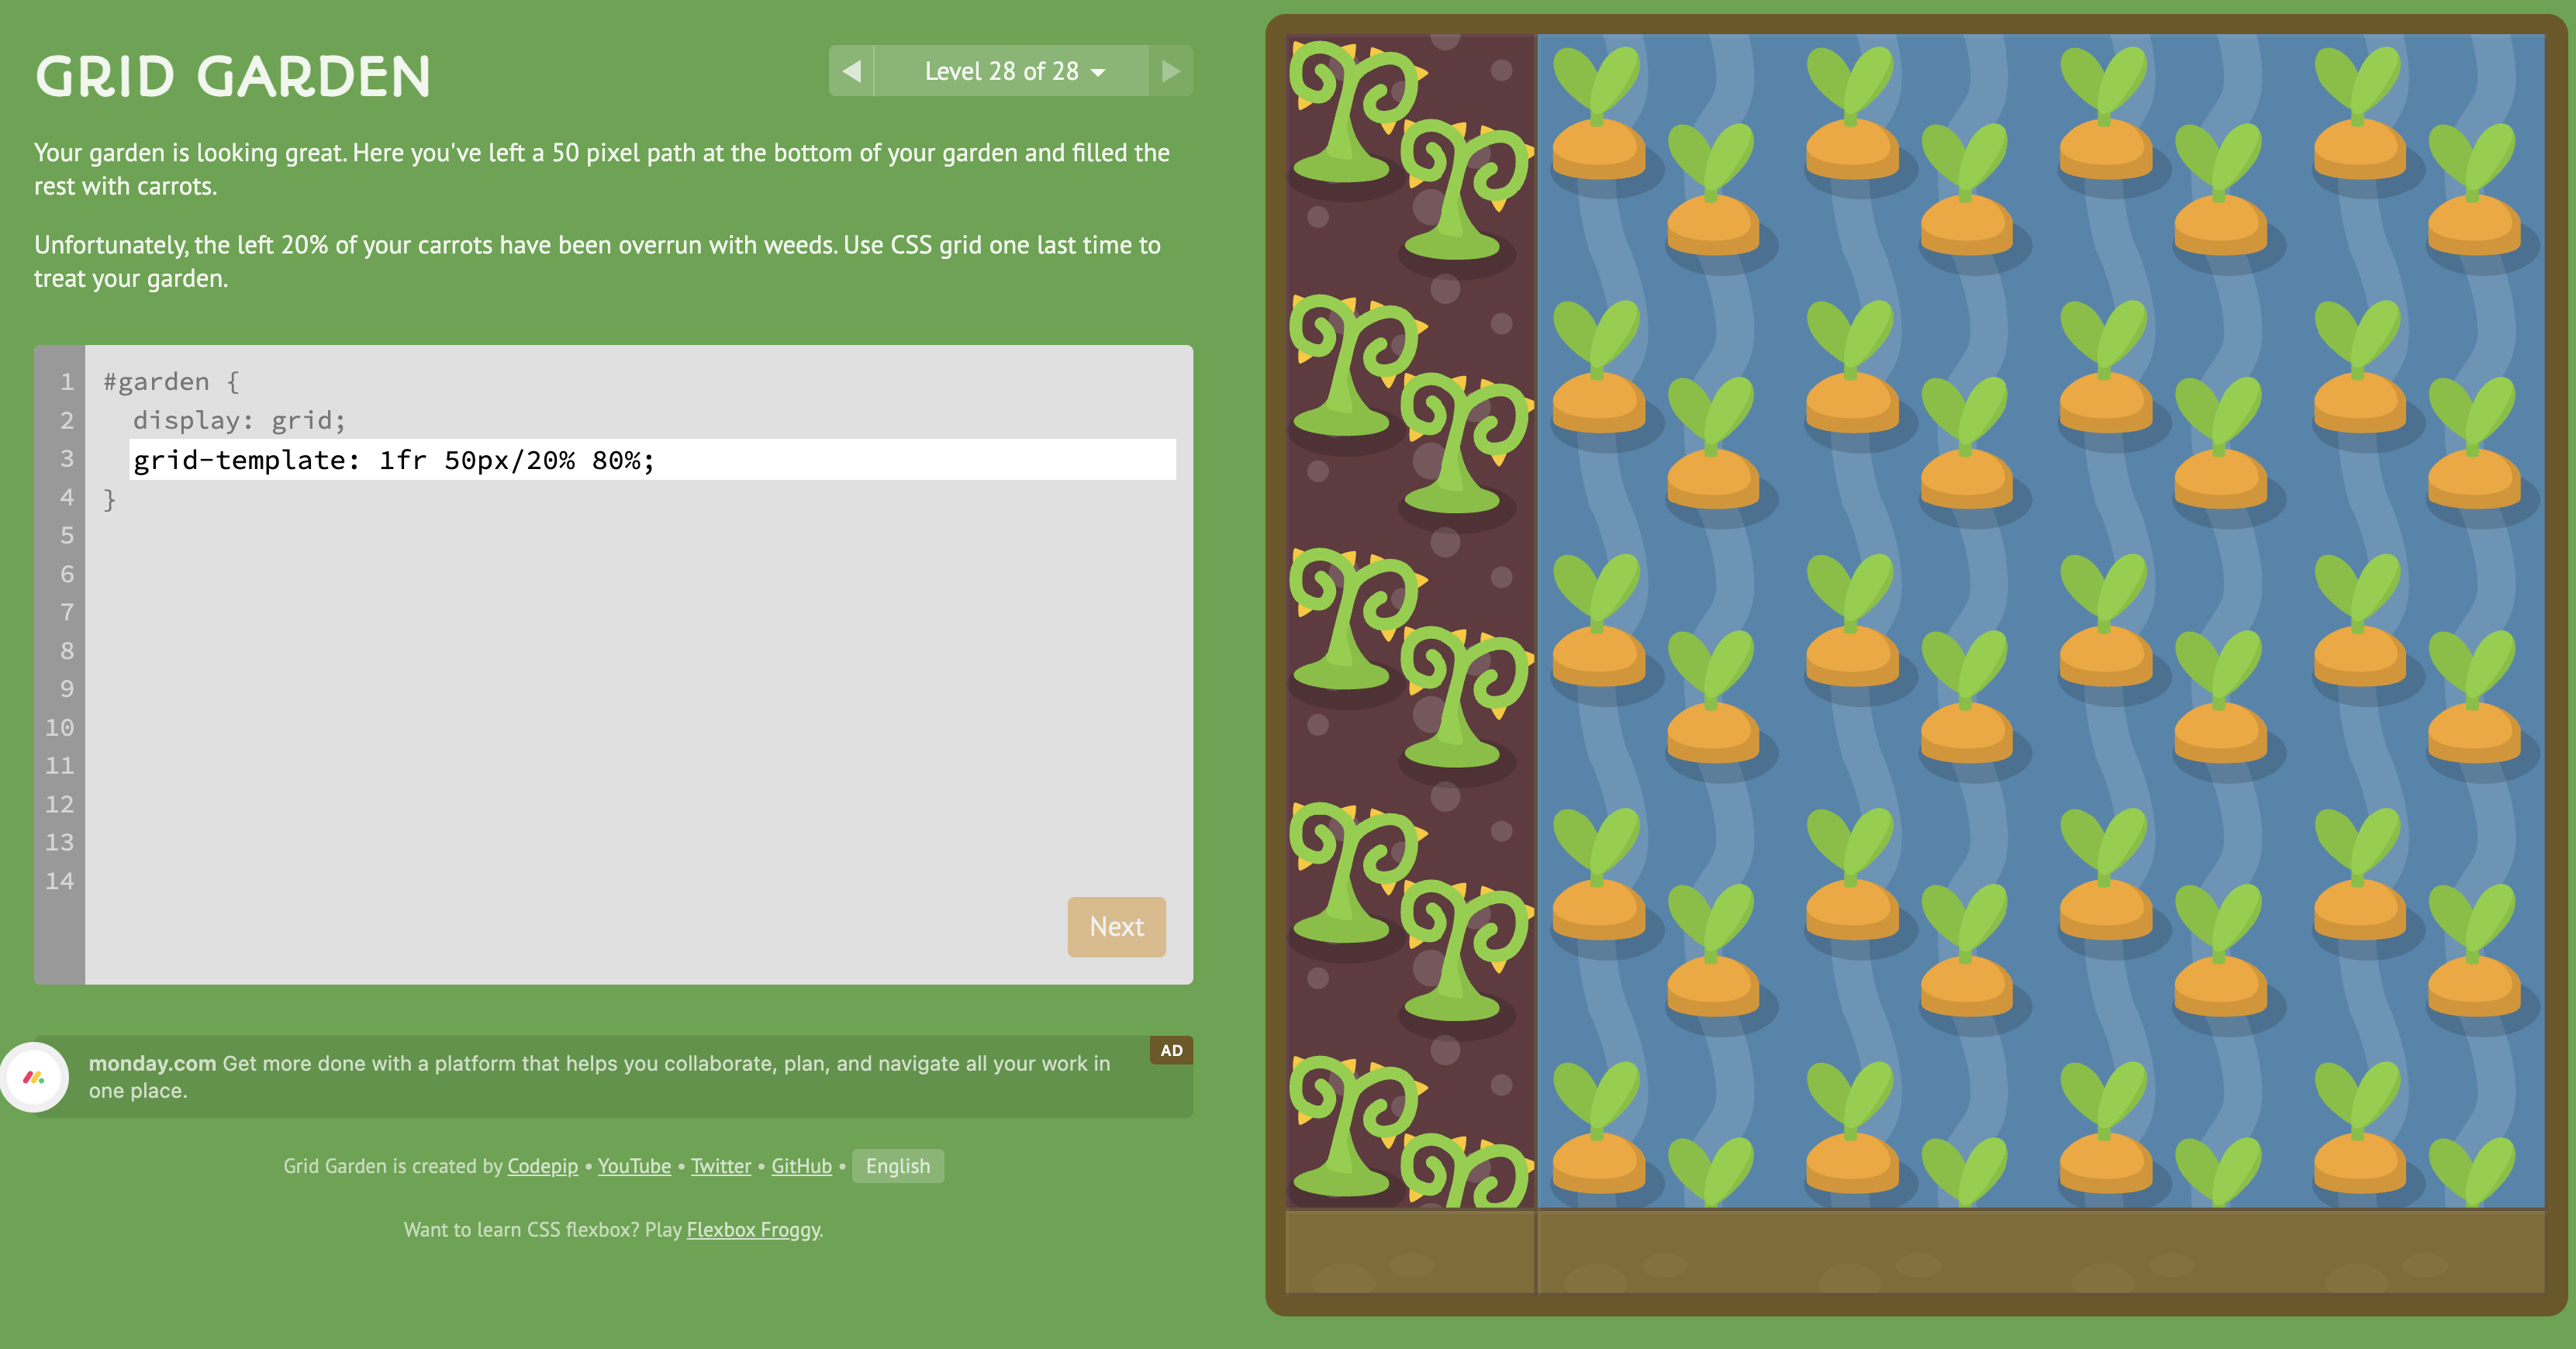 GRID GARDEN
◀ Level 28 of 28 ▶
Your garden is looking great. Here you've left a 50 pixel path at the bottom of your garden and filled the
rest with carrots.
Unfortunately, the left 20% of your carrots have been overrun with weeds. Use CSS grid one last time to
treat your garden.
1 #garden {
2 display: grid;
3 grid-template: 1fr 50px/20% 80%;
4 }
5
6
7
8
9
10
11
12
13
14
Next
AD
monday.com Get more done with a platform that helps you collaborate, plan, and navigate all your work in
one place.
Grid Garden is created by Codepip • YouTube • Twitter • GitHub • English
Want to learn CSS flexbox? Play Flexbox Froggy.